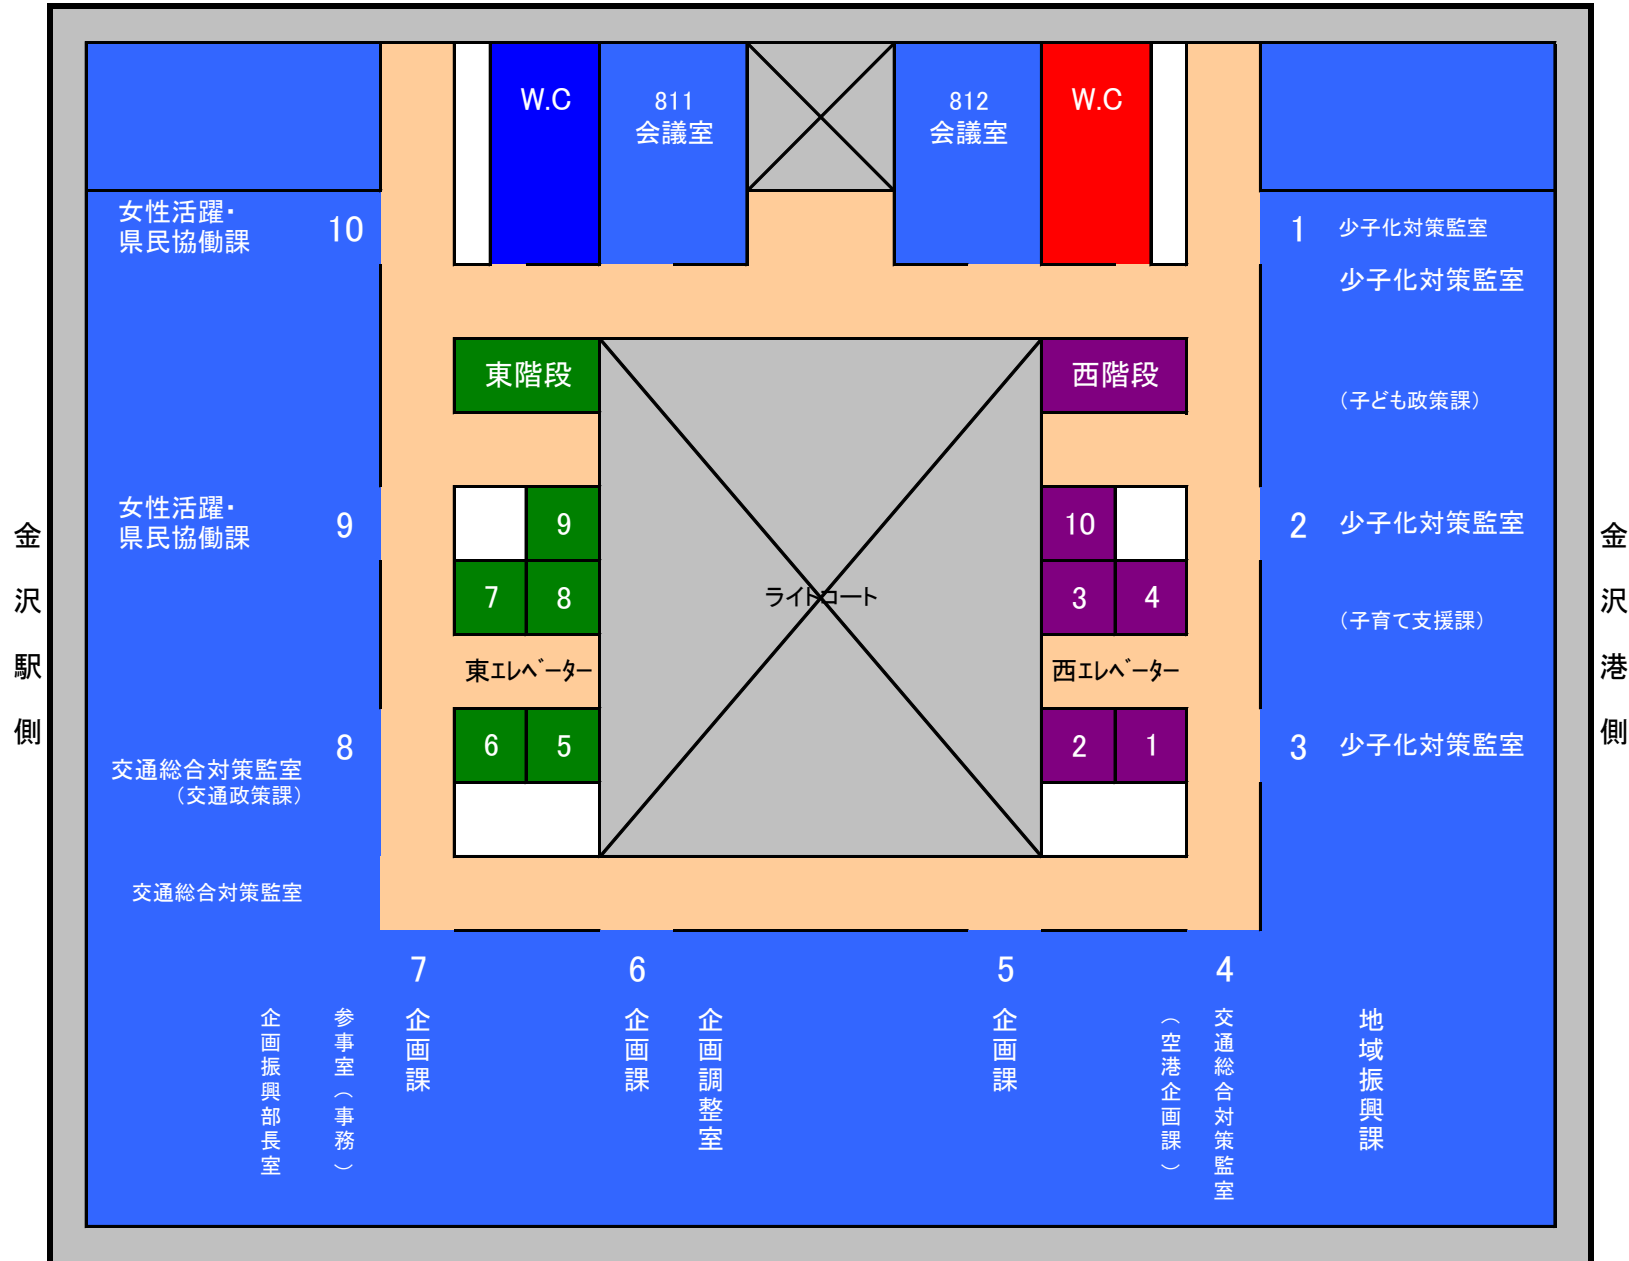 W.C
811
会議室
812
会議室
W.C
女性活躍・
県民協働課
10
1
少子化対策監室
少子化対策監室
東階段
西階段
（子ども政策課）
女性活躍・
県民協働課
9
9
10
2
少子化対策監室
7
8
ライトコート
3
4
（子育て支援課）
東エレベーター
西エレベーター
8
6
5
2
1
3
少子化対策監室
交通総合対策監室
（交通政策課）
交通総合対策監室
金沢駅側
金沢港側
7
6
5
4
企画振興部長室
参事室（事務）
企画課
企画課
企画調整室
企画課
（空港企画課）
交通総合対策監室
地域振興課